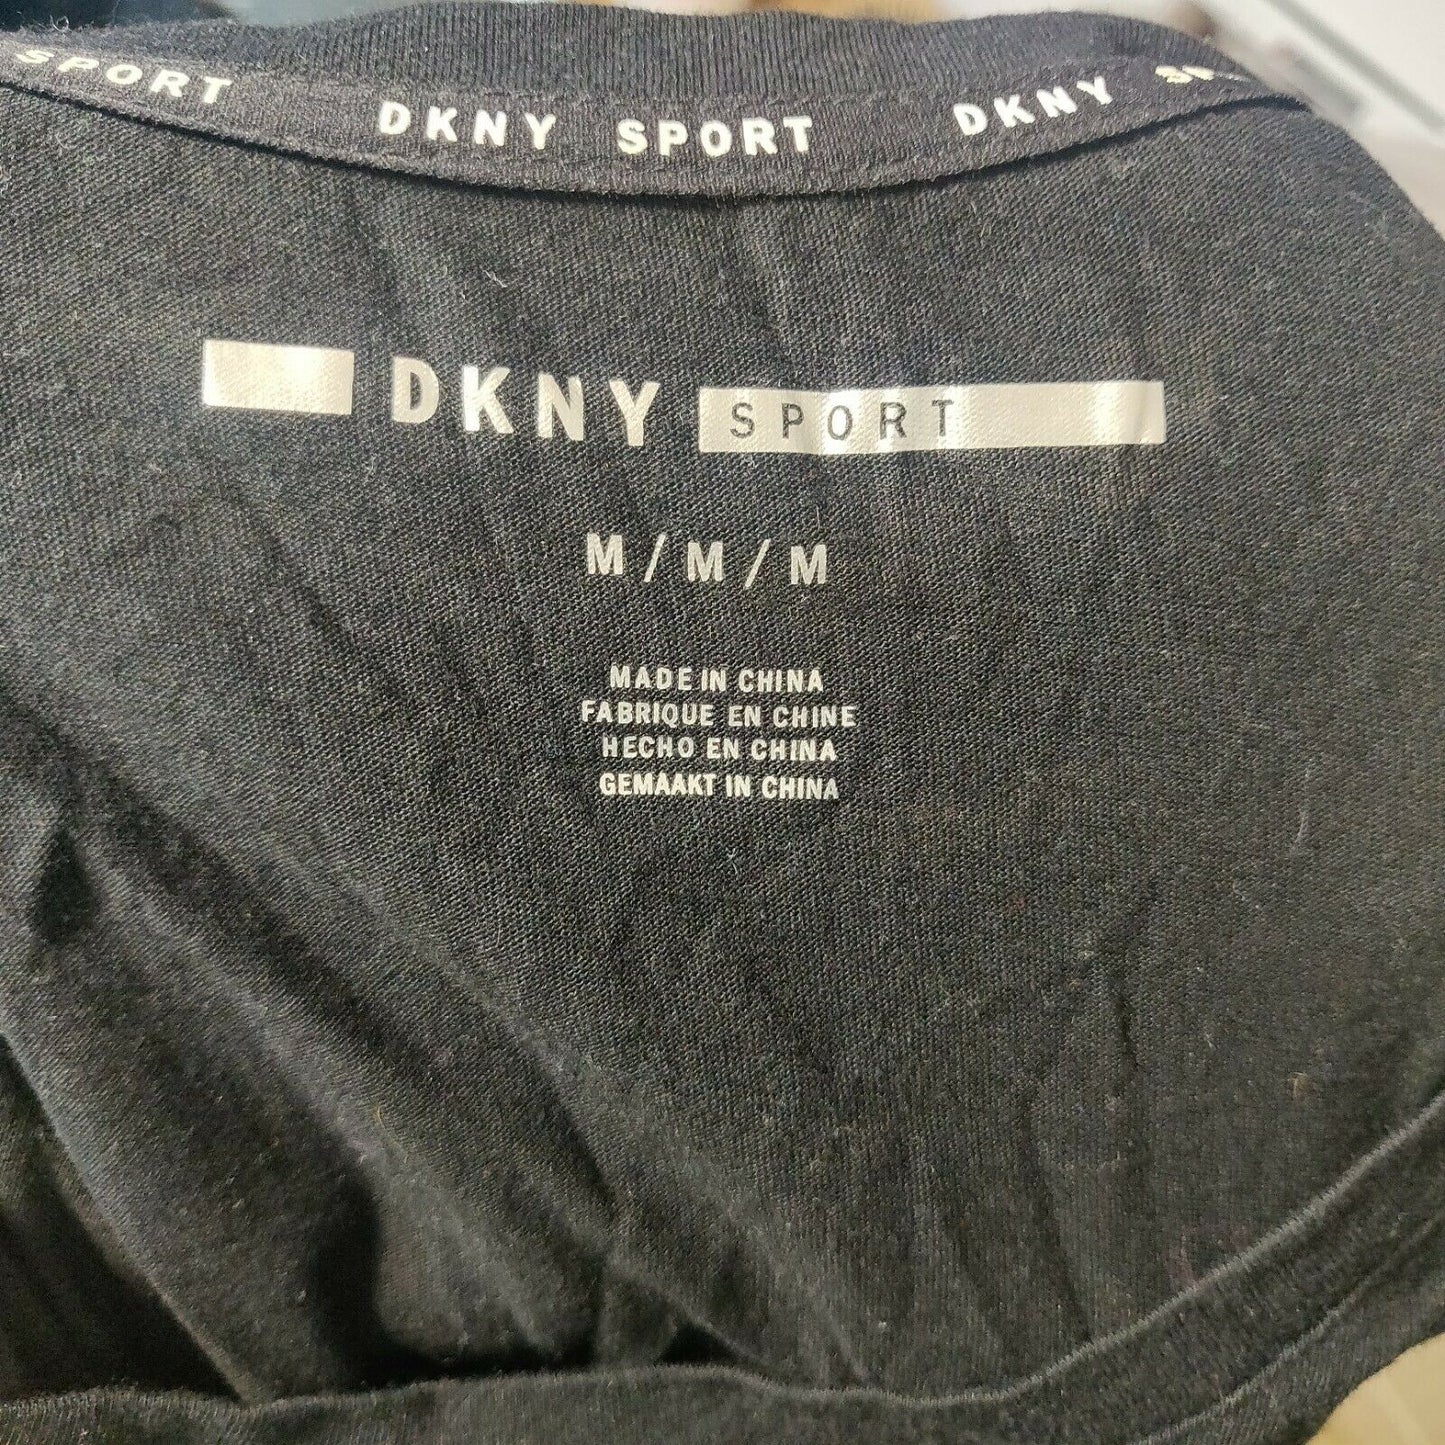 SPORT DKNY SPORT DKNY SP
DKNY SPORT
M / M / M
MADE IN CHINA
FABRIQUE EN CHINE
HECHO EN CHINA
GEMAAKT IN CHINA